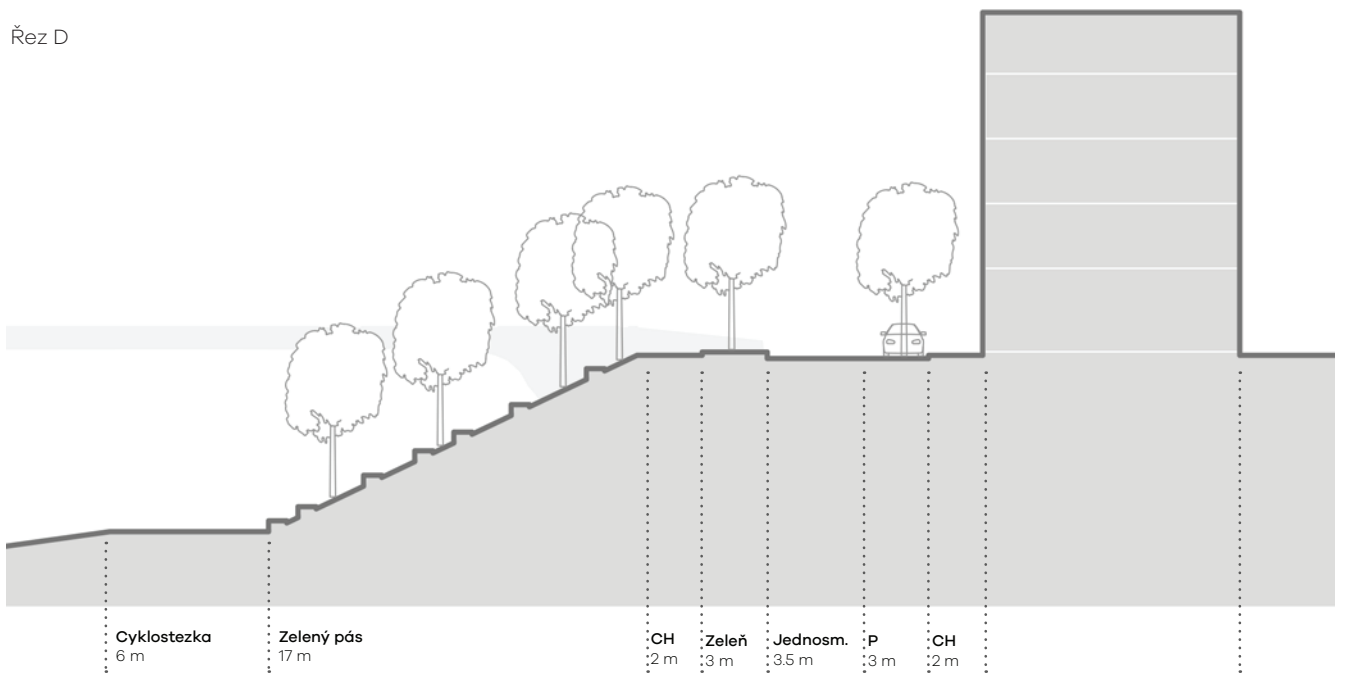 Řez D
Cyklostezka
6 m
Zelený pás
17 m
CH
2 m
Zeleň
3 m
Jednosm.
3.5 m
P
3 m
CH
2 m